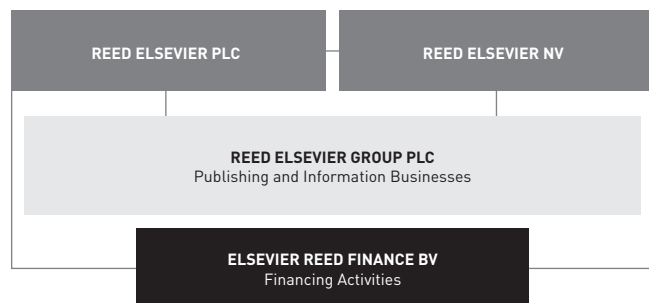 REED ELSEVIER PLC
REED ELSEVIER NV
REED ELSEVIER GROUP PLC
Publishing and Information Businesses
ELSEVIER REED FINANCE BV
Financing Activities